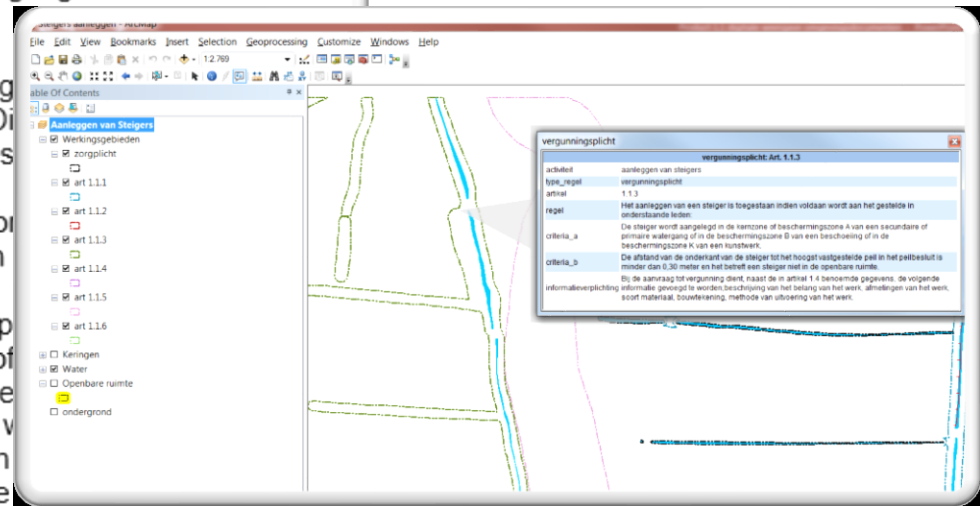 Steigers aanleggen - ArcMap
File Edit View Bookmarks Insert Selection Geoprocessing Customize Windows Help
1:2.769
able Of Contents
Aanleggen van Steigers
Werkingsgebieden
zorgplicht
art 1.1.1
art 1.1.2
art 1.1.3
art 1.1.4
art 1.1.5
art 1.1.6
Keringen
Water
Openbare ruimte
ondergrond
vergunningsplicht
vergunningsplicht: Art. 1.1.3
activiteit aanleggen van steigers
type_regel vergunningsplicht
artikel 1.1.3
regel Het aanleggen van een steiger is toegestaan indien voldaan wordt aan het gestelde in
onderstaande leden:
criteria_a De steiger wordt aangelegd in de kernzone of beschermingszone A van een secundaire of
primaire watergang of in de beschermingszone B van een beschoeiing of in de
beschermingszone K van een kunstwerk.
criteria_b De afstand van de onderkant van de steiger tot het hoogst vastgestelde peil in het peilbesluit is
minder dan 0,30 meter en het betreft een steiger niet in de openbare ruimte.
informatieverplichting Bij de aanvraag tot vergunning dient, naast de in artikel 1.4 benoemde gegevens, de volgende
informatie gevoegd te worden,beschrijving van het belang van het werk, afmetingen van het werk,
soort materiaal, bouwtekening, methode van uitvoering van het werk.